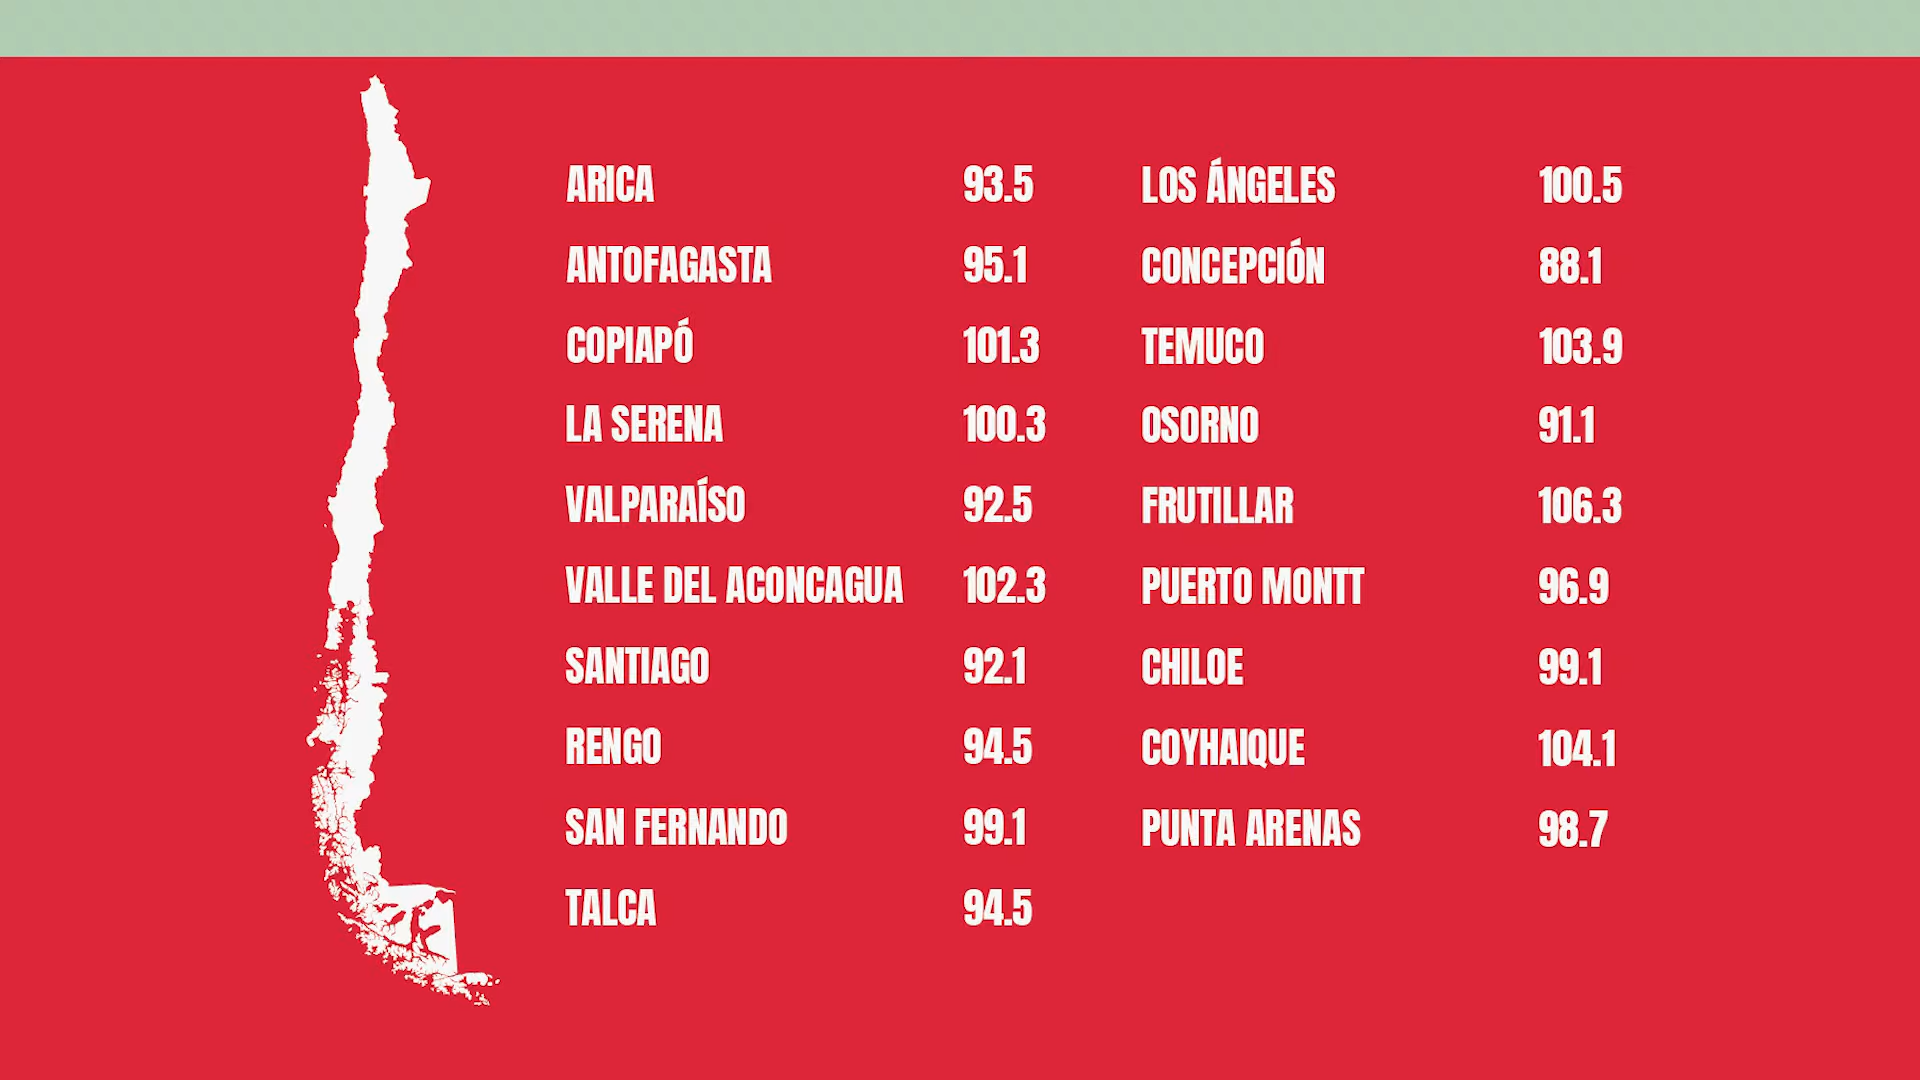 ARICA 93.5
ANTOFAGASTA 95.1
COPIAPÓ 101.3
LA SERENA 100.3
VALPARAÍSO 92.5
VALLE DEL ACONCAGUA 102.3
SANTIAGO 92.1
RENGO 94.5
SAN FERNANDO 99.1
TALCA 94.5
LOS ÁNGELES 100.5
CONCEPCIÓN 88.1
TEMUCO 103.9
OSORNO 91.1
FRUTILLAR 106.3
PUERTO MONTT 96.9
CHILOE 99.1
COYHAIQUE 104.1
PUNTA ARENAS 98.7